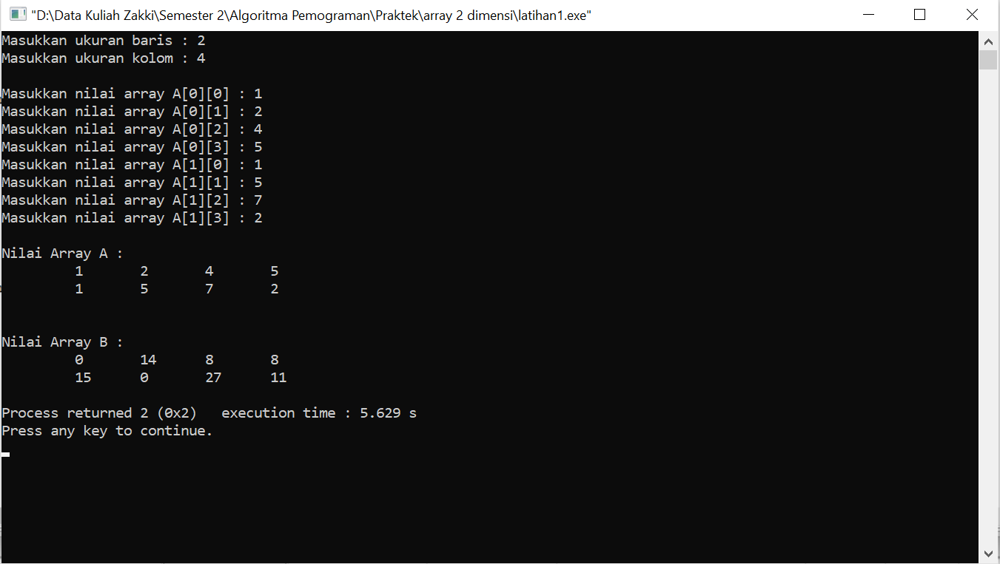 "D:\Data Kuliah Zakki\Semester 2\Algoritma Pemograman\Praktek\array 2 dimensi\latihan1.exe"
Masukkan ukuran baris : 2
Masukkan ukuran kolom : 4
Masukkan nilai array A[0][0] : 1
Masukkan nilai array A[0][1] : 2
Masukkan nilai array A[0][2] : 4
Masukkan nilai array A[0][3] : 5
Masukkan nilai array A[1][0] : 1
Masukkan nilai array A[1][1] : 5
Masukkan nilai array A[1][2] : 7
Masukkan nilai array A[1][3] : 2
Nilai Array A :
1 2 4 5
1 5 7 2
Nilai Array B :
0 14 8 8
15 0 27 11
Process returned 2 (0x2) execution time : 5.629 s
Press any key to continue.